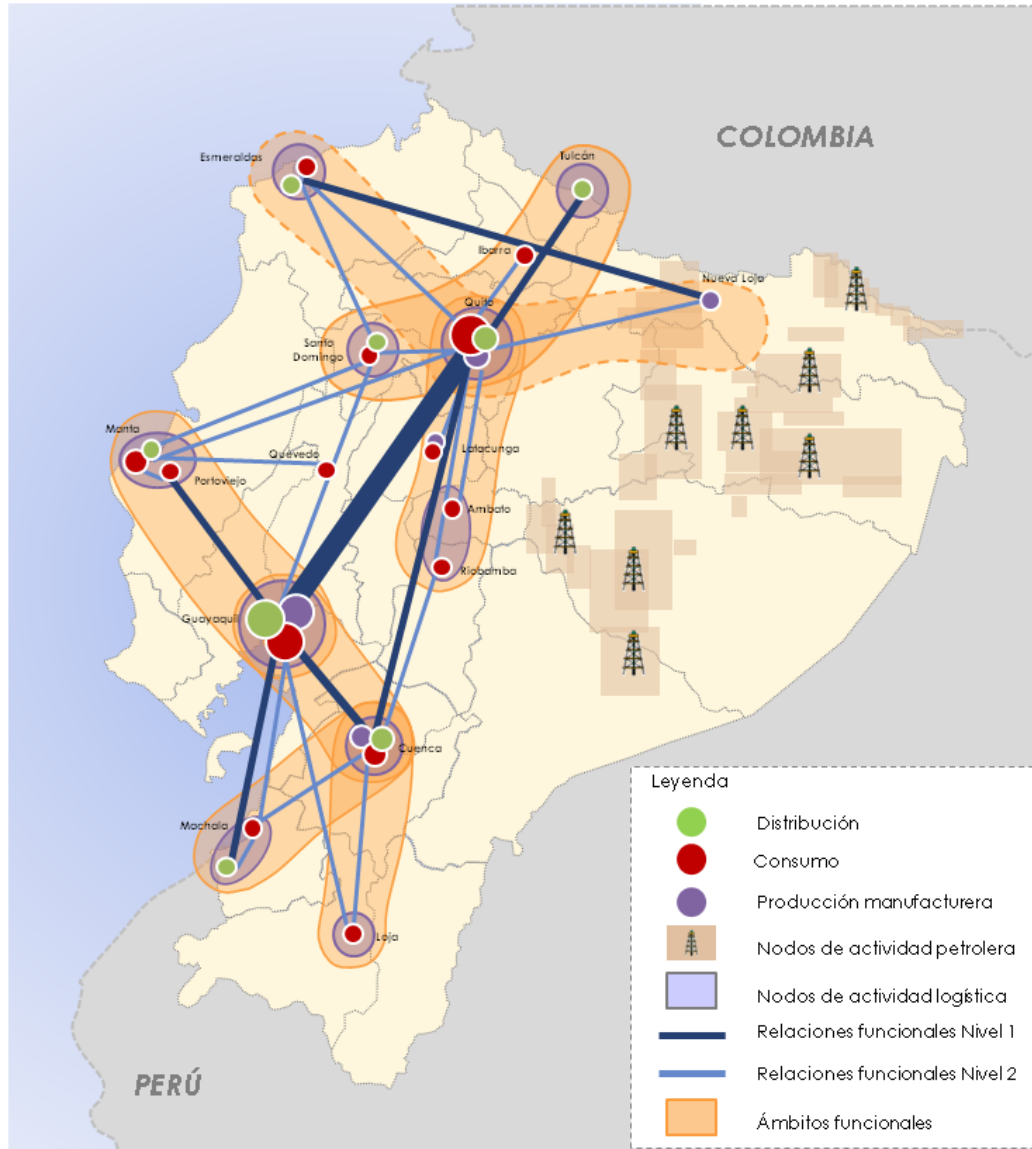 COLOMBIA
Esmeraldas
Tulcán
Ibarra
Nueva Loja
Quito
Santo
Domingo
Manta
Quevedo
Latacunga
Portoviejo
Ambato
Riobamba
Guayaquil
Cuenca
Machala
Loja
PERÚ
Leyenda
Distribución
Consumo
Producción manufacturera
Nodos de actividad petrolera
Nodos de actividad logística
Relaciones funcionales Nivel 1
Relaciones funcionales Nivel 2
Ámbitos funcionales